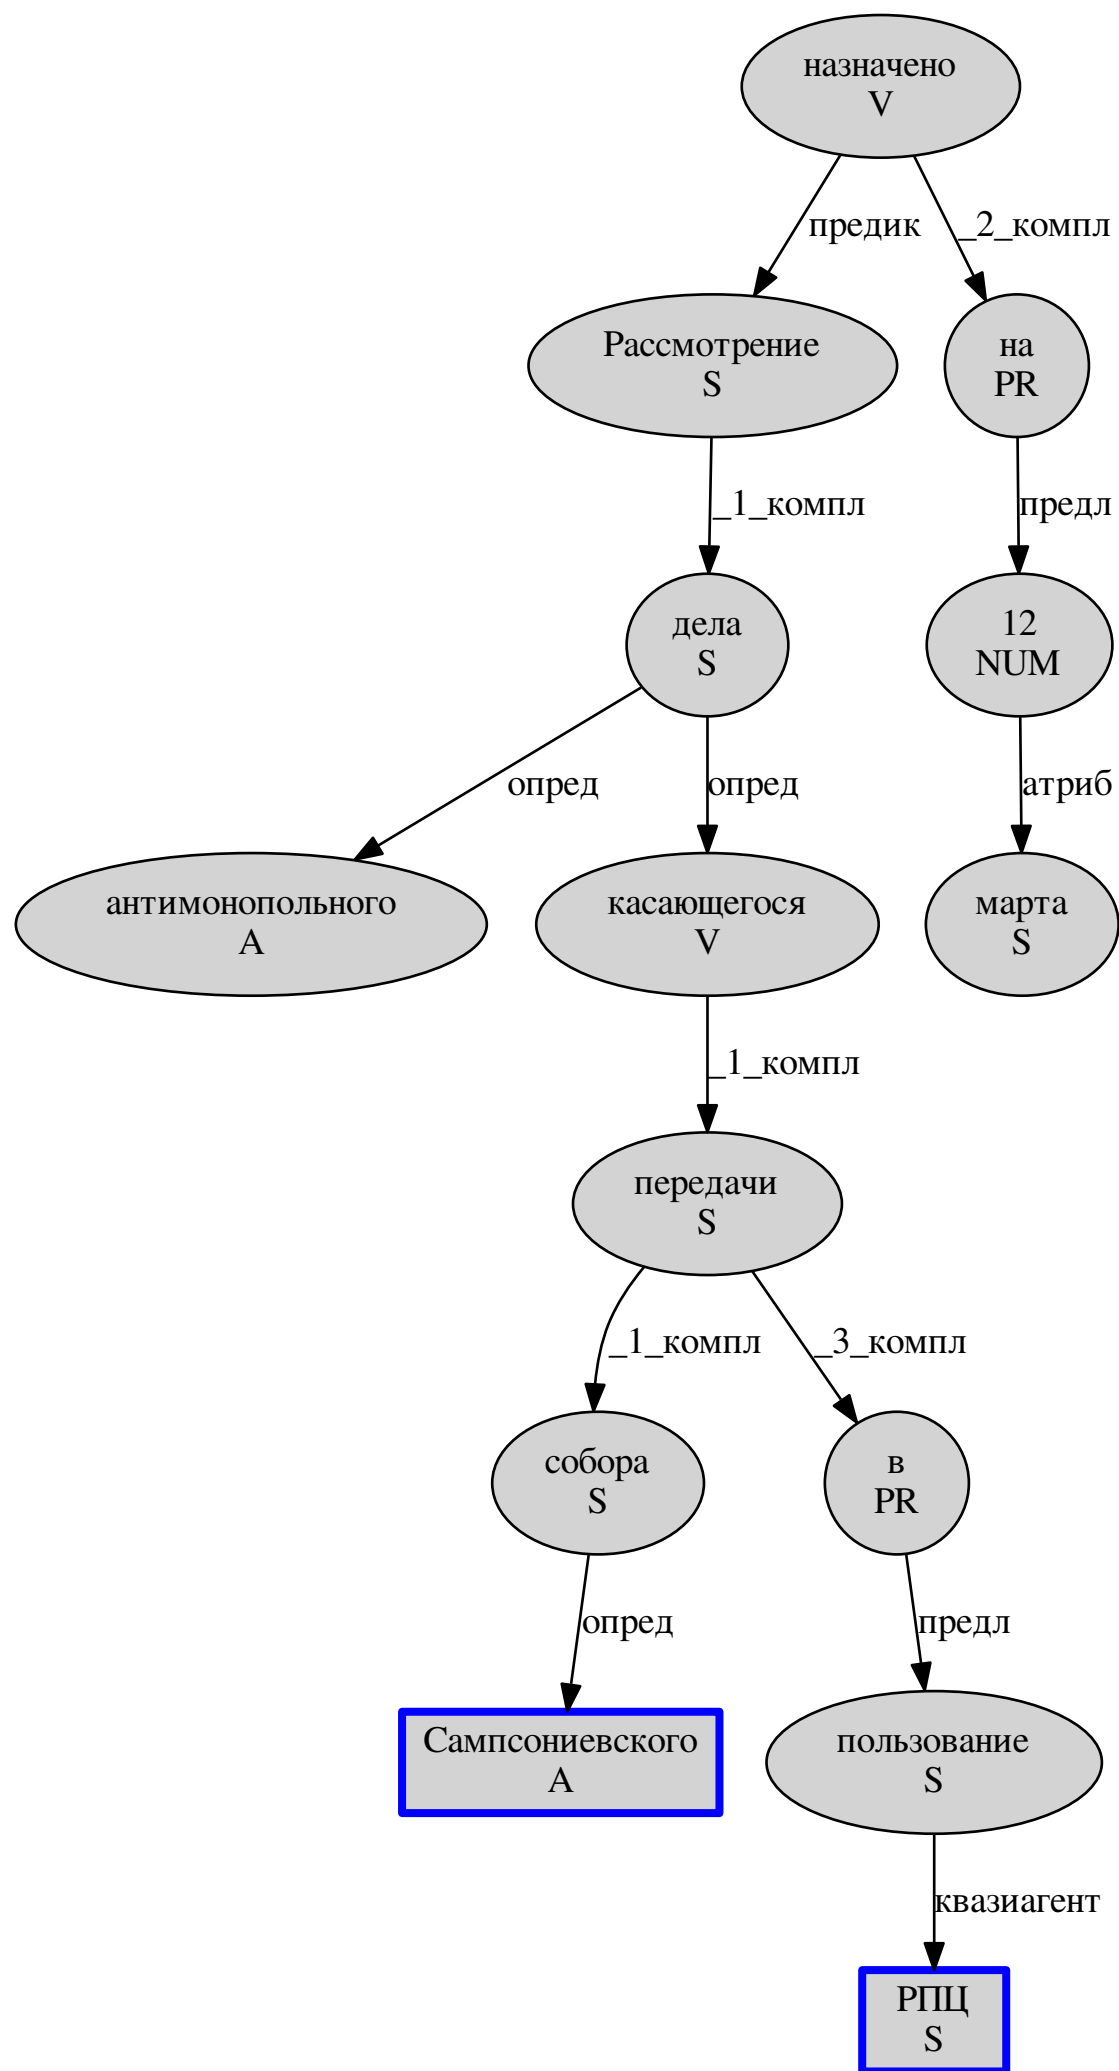 назначено
V
предик
_2_компл
Рассмотрение
S
на
PR
_1_компл
предл
дела
S
12
NUM
опред
опред
атриб
антимонопольного
A
касающегося
V
марта
S
_1_компл
передачи
S
_1_компл
_3_компл
собора
S
в
PR
опред
предл
Сампсониевского
A
пользование
S
квазиагент
РПЦ
S